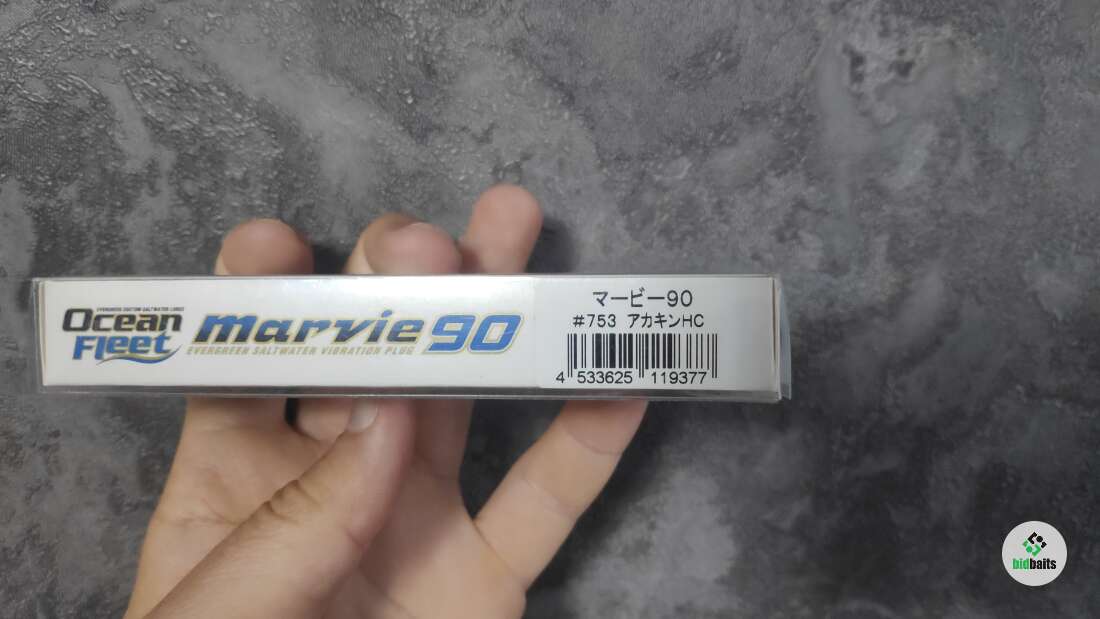 EVERGREEN CUSTOM SALTWATER LURES
Ocean
Fleet
marvie 90
EVERGREEN SALTWATER VIBRATION PLUG
マービー90
#753 アカキンHC
4 533625 119377
bidbaits